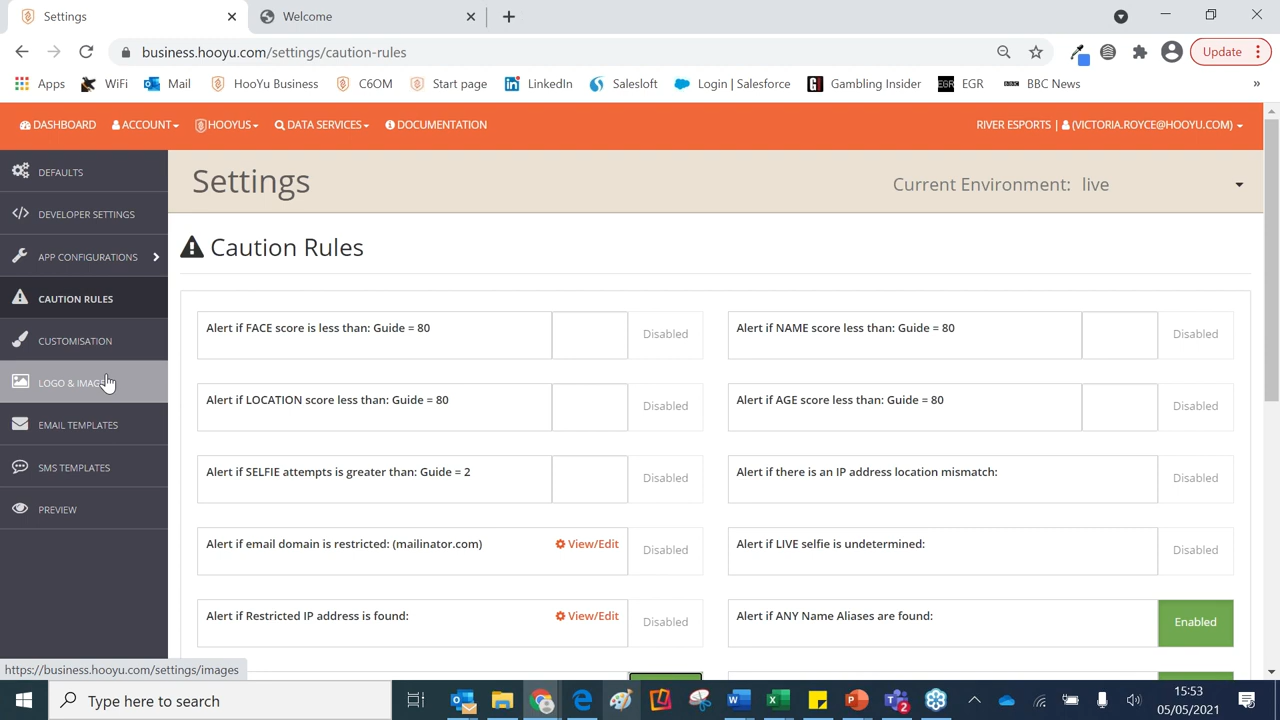 Settings
Welcome
business.hooyu.com/settings/caution-rules
Update
Apps
WiFi
Mail
HooYu Business
C6OM
Start page
LinkedIn
Salesloft
Login | Salesforce
Gambling Insider
EGR
EGR
BBC
BBC News
»
DASHBOARD
ACCOUNT
HOOYUS
DATA SERVICES
DOCUMENTATION
RIVER ESPORTS | (VICTORIA.ROYCE@HOOYU.COM)
DEFAULTS
DEVELOPER SETTINGS
APP CONFIGURATIONS
CAUTION RULES
CUSTOMISATION
LOGO & IMAGE
EMAIL TEMPLATES
SMS TEMPLATES
PREVIEW
Settings
Current Environment: live
Caution Rules
Alert if FACE score is less than: Guide = 80
Disabled
Alert if NAME score less than: Guide = 80
Disabled
Alert if LOCATION score less than: Guide = 80
Disabled
Alert if AGE score less than: Guide = 80
Disabled
Alert if SELFIE attempts is greater than: Guide = 2
Disabled
Alert if there is an IP address location mismatch:
Disabled
Alert if email domain is restricted: (mailinator.com)
View/Edit
Disabled
Alert if LIVE selfie is undetermined:
Disabled
Alert if Restricted IP address is found:
View/Edit
Disabled
Alert if ANY Name Aliases are found:
Enabled
https://business.hooyu.com/settings/images
Type here to search
15:53
05/05/2021